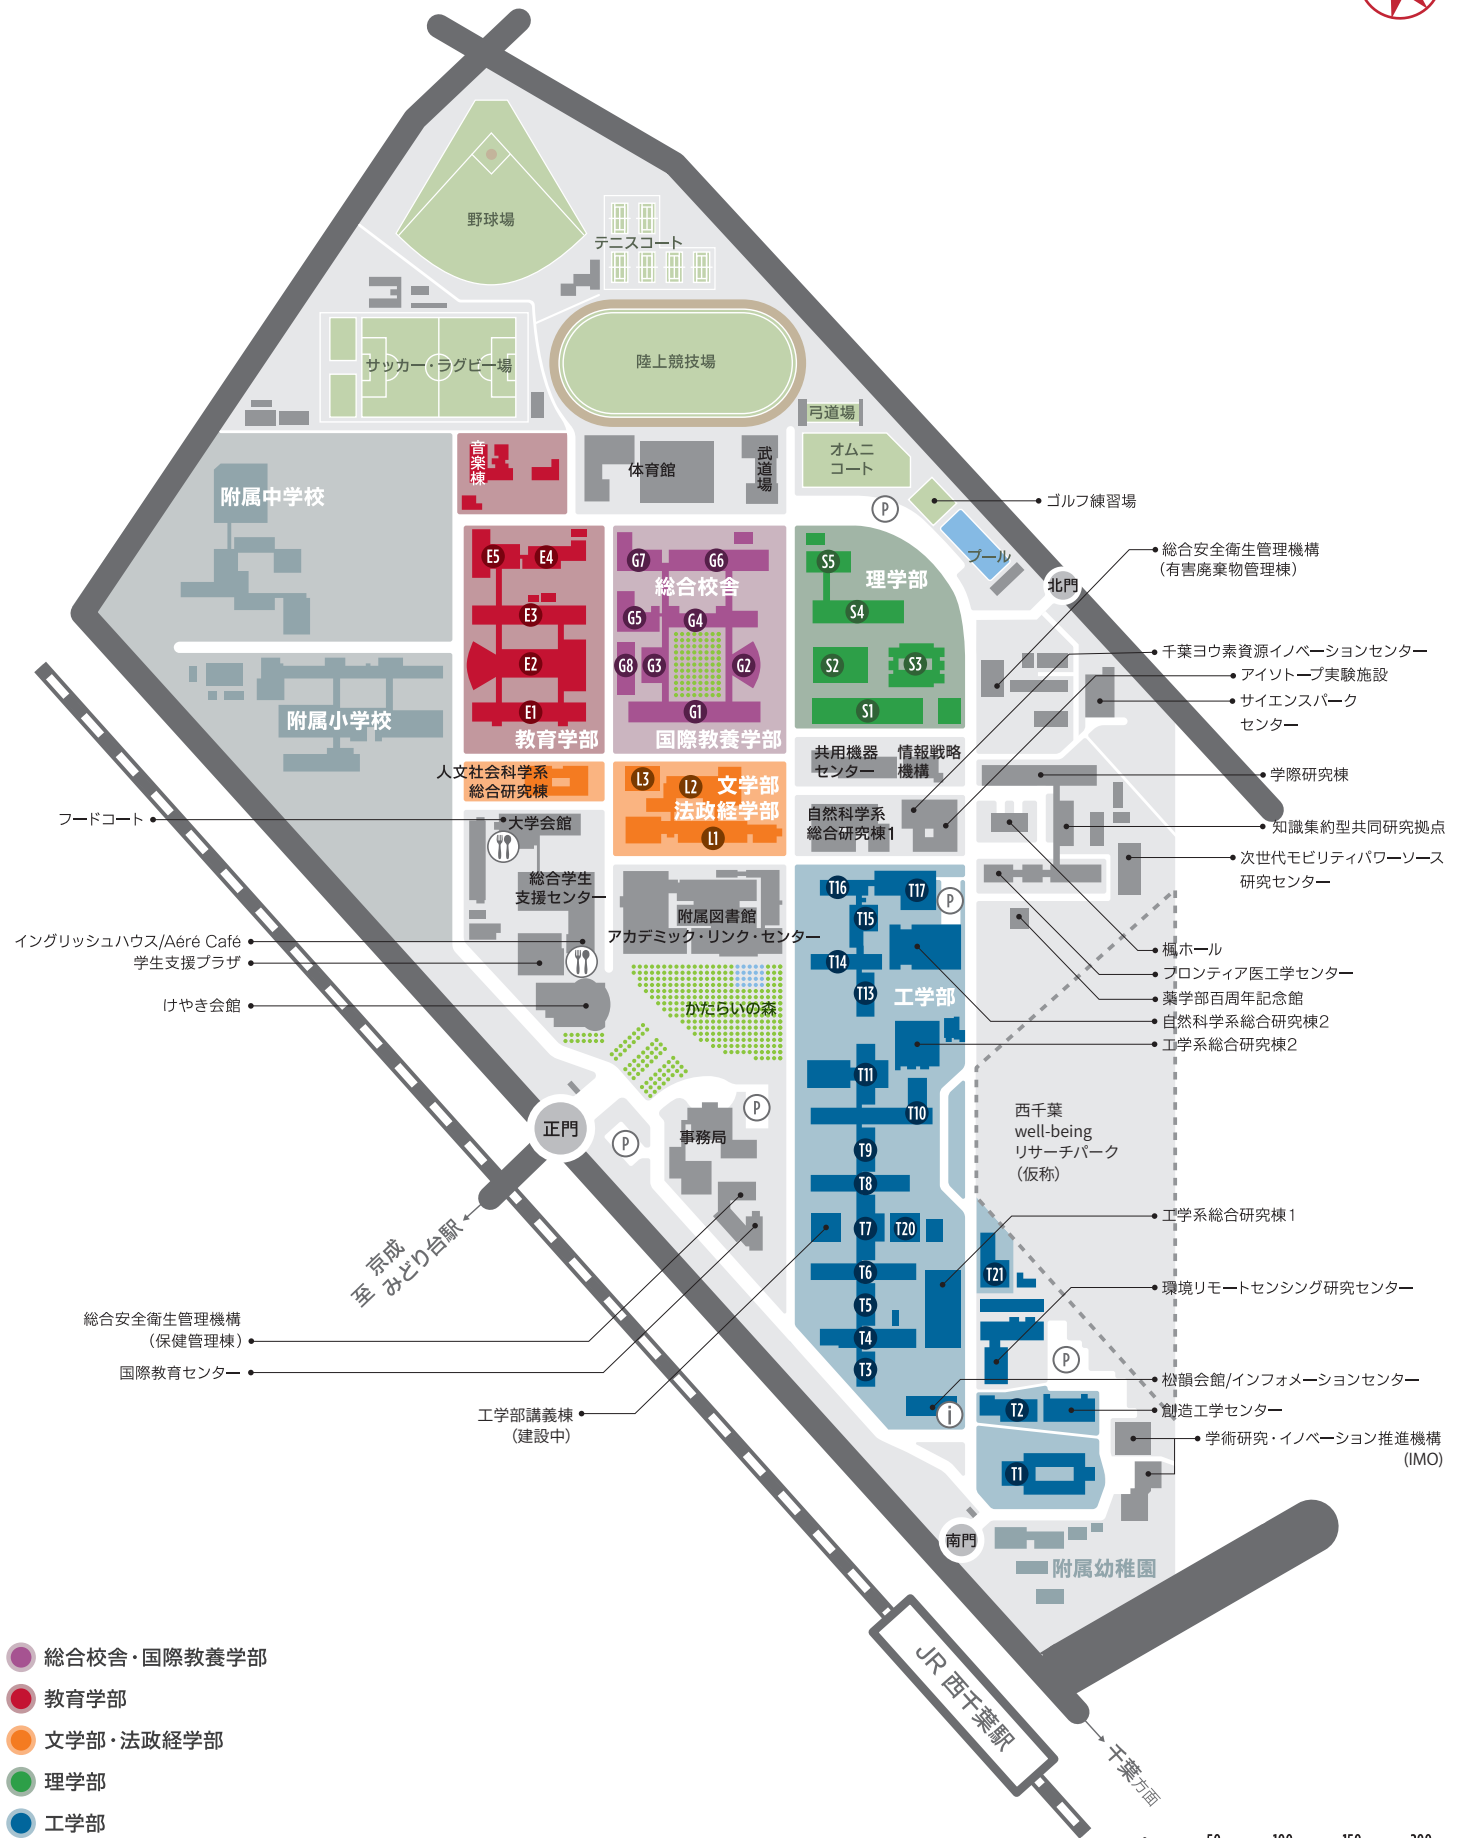 野球場
テニスコート
サッカー・ラグビー場
陸上競技場
弓道場
オムニ
コート
音楽棟
体育館
武道場
附属中学校
P
ゴルフ練習場
プール
北門
総合安全衛生管理機構
(有害廃棄物管理棟)
E5
E4
E3
E2
E1
教育学部
G7
G6
総合校舎
G5
G4
G8
G3
G2
G1
国際教養学部
S5
理学部
S4
S2
S3
S1
千葉ヨウ素資源イノベーションセンター
アイソトープ実験施設
サイエンスパーク
センター
附属小学校
人文社会科学系
総合研究棟
L3
L2
文学部
法政経学部
L1
共用機器
センター
情報戦略
機構
学際研究棟
自然科学系
総合研究棟1
フードコート
大学会館
知識集約型共同研究拠点
次世代モビリティパワーソース
研究センター
総合学生
支援センター
附属図書館
アカデミック・リンク・センター
T16
T17
P
T15
T14
T13
工学部
イングリッシュハウス/Aéré Café
学生支援プラザ
けやき会館
かたらいの森
楓ホール
フロンティア医工学センター
薬学部百周年記念館
自然科学系総合研究棟2
工学系総合研究棟2
T11
T10
T9
T8
T7
T20
T6
T5
T4
T3
正門
P
P
事務局
西千葉
well-being
リサーチパーク
(仮称)
工学系総合研究棟1
T21
環境リモートセンシング研究センター
P
至
京成
みどり台駅
総合安全衛生管理機構
(保健管理棟)
国際教育センター
工学部講義棟
(建設中)
松韻会館/インフォメーションセンター
i
T2
創造工学センター
学術研究・イノベーション推進機構
(IMO)
T1
南門
附属幼稚園
JR 西千葉駅
千葉方面
総合校舎・国際教養学部
教育学部
文学部・法政経学部
理学部
工学部